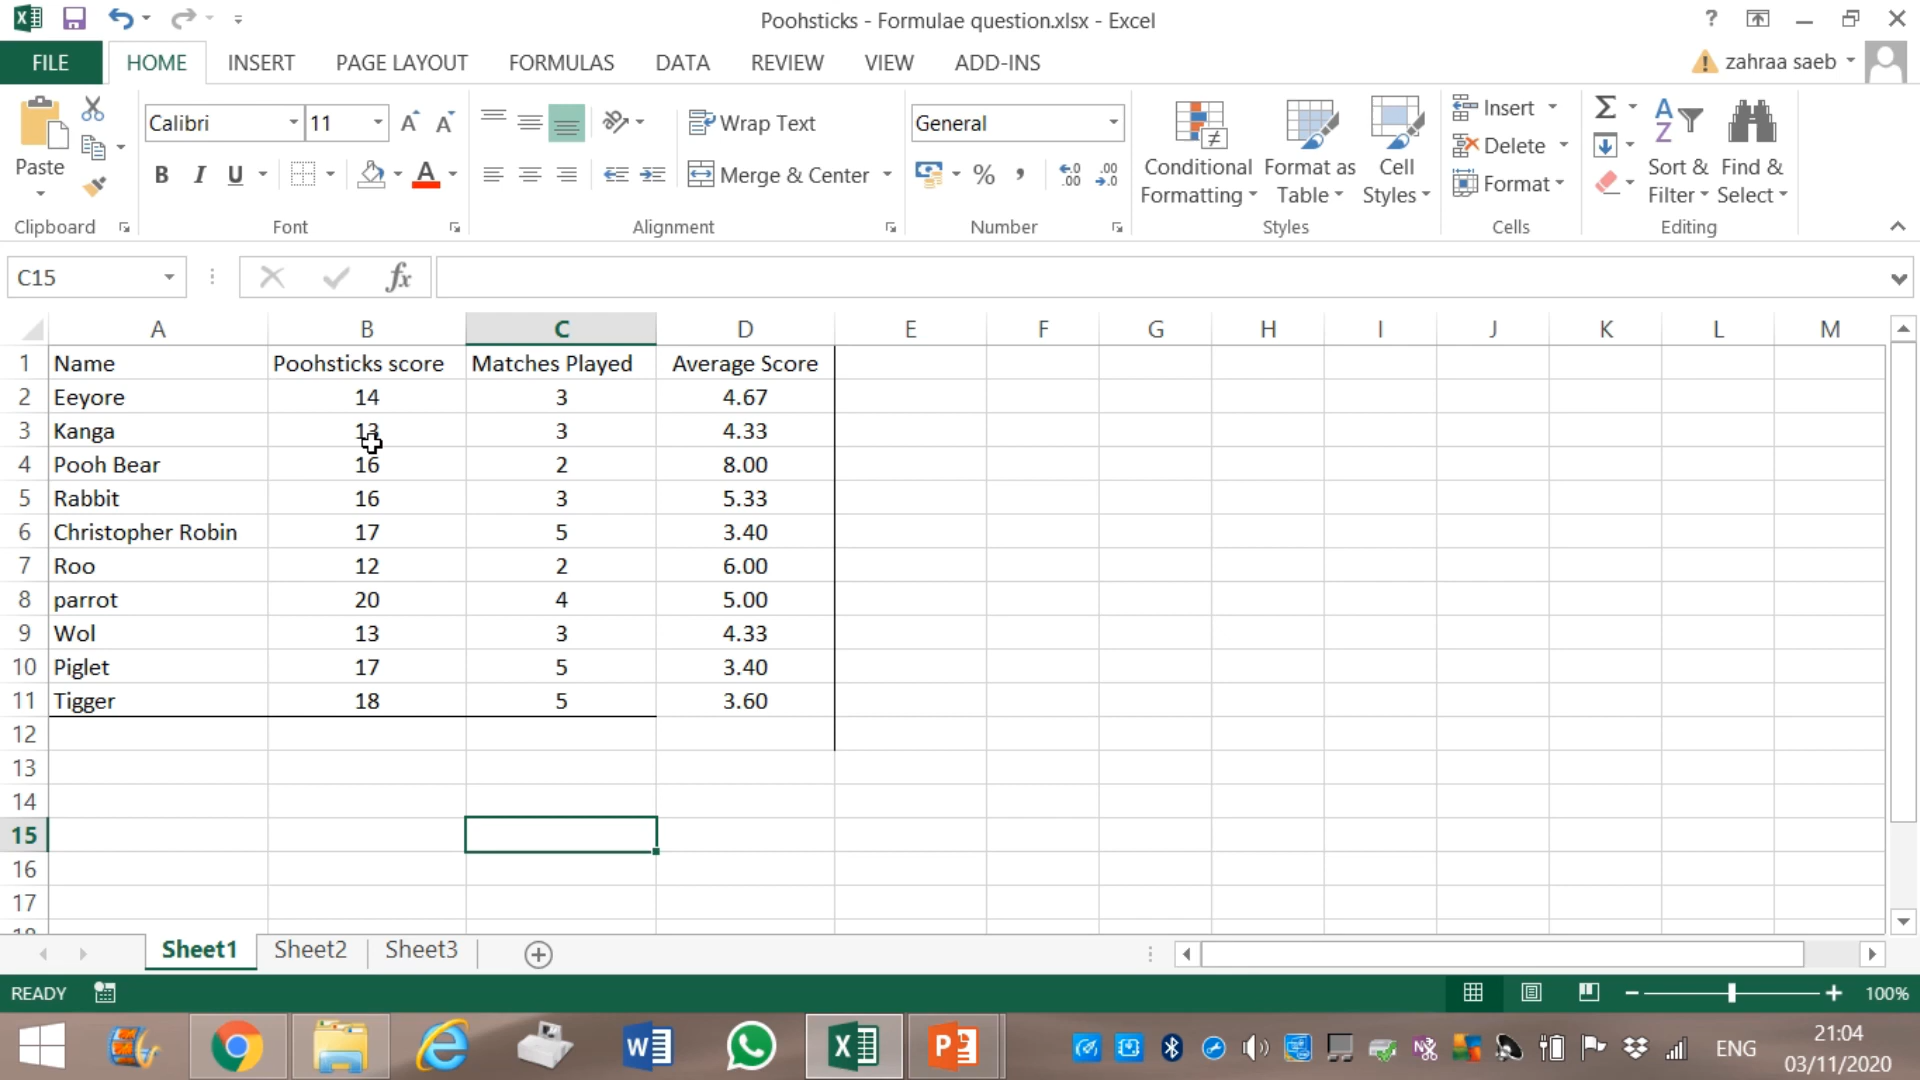 Poohsticks - Formulae question.xlsx - Excel
?
FILE HOME INSERT PAGE LAYOUT FORMULAS DATA REVIEW VIEW ADD-INS zahraa saeb
Paste
Clipboard
Calibri 11
B I U
Font
Wrap Text
Merge & Center
Alignment
General
%
Number
Conditional Formatting
Format as Table
Cell Styles
Styles
Insert
Delete
Format
Cells
Sort & Filter
Find & Select
Editing
C15 fx
A B C D E F G H I J K L M
1 Name Poohsticks score Matches Played Average Score
2 Eeyore 14 3 4.67
3 Kanga 13 3 4.33
4 Pooh Bear 16 2 8.00
5 Rabbit 16 3 5.33
6 Christopher Robin 17 5 3.40
7 Roo 12 2 6.00
8 parrot 20 4 5.00
9 Wol 13 3 4.33
10 Piglet 17 5 3.40
11 Tigger 18 5 3.60
12
13
14
15
16
17
Sheet1 Sheet2 Sheet3
READY 100%
ENG
21:04
03/11/2020